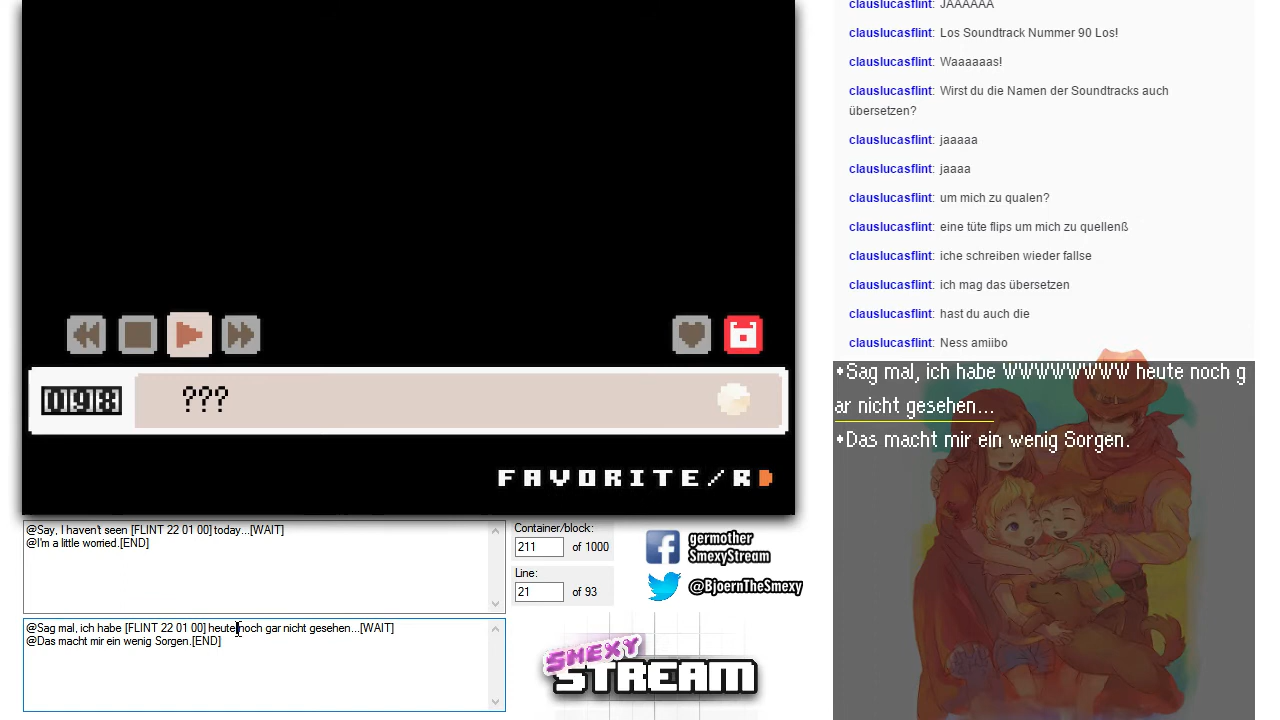 JAAAAAA
clauslucasflint: Los Soundtrack Nummer 90 Los!
clauslucasflint: Waaaaaas!
clauslucasflint: Wirst du die Namen der Soundtracks auch
übersetzen?
clauslucasflint: jaaaaa
clauslucasflint: jaaaa
clauslucasflint: um mich zu qualen?
clauslucasflint: eine tüte flips um mich zu quellenß
clauslucasflint: iche schreiben wieder fallse
clauslucasflint: ich mag das übersetzen
clauslucasflint: hast du auch die
clauslucasflint: Ness amiibo
098 ???
FAVORITE/R
•Sag mal, ich habe WWWWWWWW heute noch g
ar nicht gesehen...
•Das macht mir ein wenig Sorgen.
@Say, I haven't seen [FLINT 22 01 00] today...[WAIT]
@I'm a little worried.[END]
Container/block:
211 of 1000
Line:
21 of 93
germother
SmexyStream
@BjoernTheSmexy
@Sag mal, ich habe [FLINT 22 01 00] heute noch gar nicht gesehen...[WAIT]
@Das macht mir ein wenig Sorgen.[END]
SMEXY
STREAM